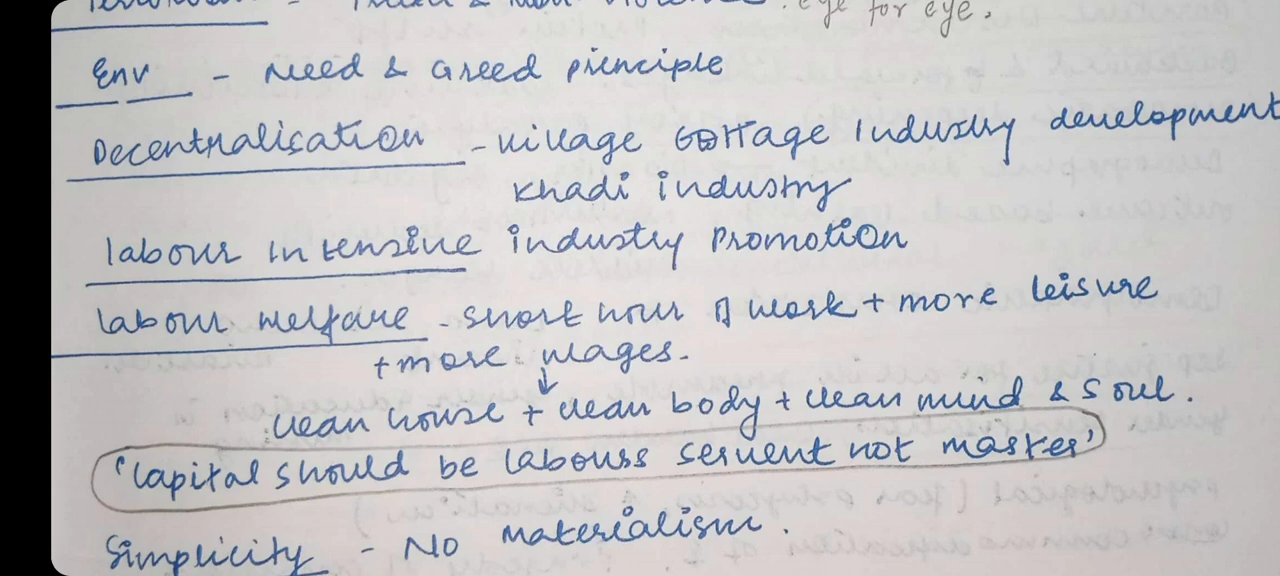 eye for eye.
Env - Need & Greed principle
Decentralisation - village cottage industry development
Khadi industry
labour intensive industry promotion
labour welfare - short hour of work + more leisure
+ more wages.
↓
clean house + clean body + clean mind & soul.
'Capital should be labours servent not master'
Simplicity - No materialism.